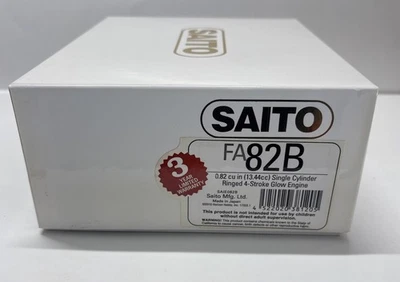 SAITO
SAITO
FA82B
0.82 cu in (13.44cc) Single Cylinder
Ringed 4-Stroke Glow Engine
3
YEAR
LIMITED
WARRANTY
SAIE082B
Saito Mfg. Ltd.
Made in Japan
This product is not intended for use by children
without direct adult supervision.